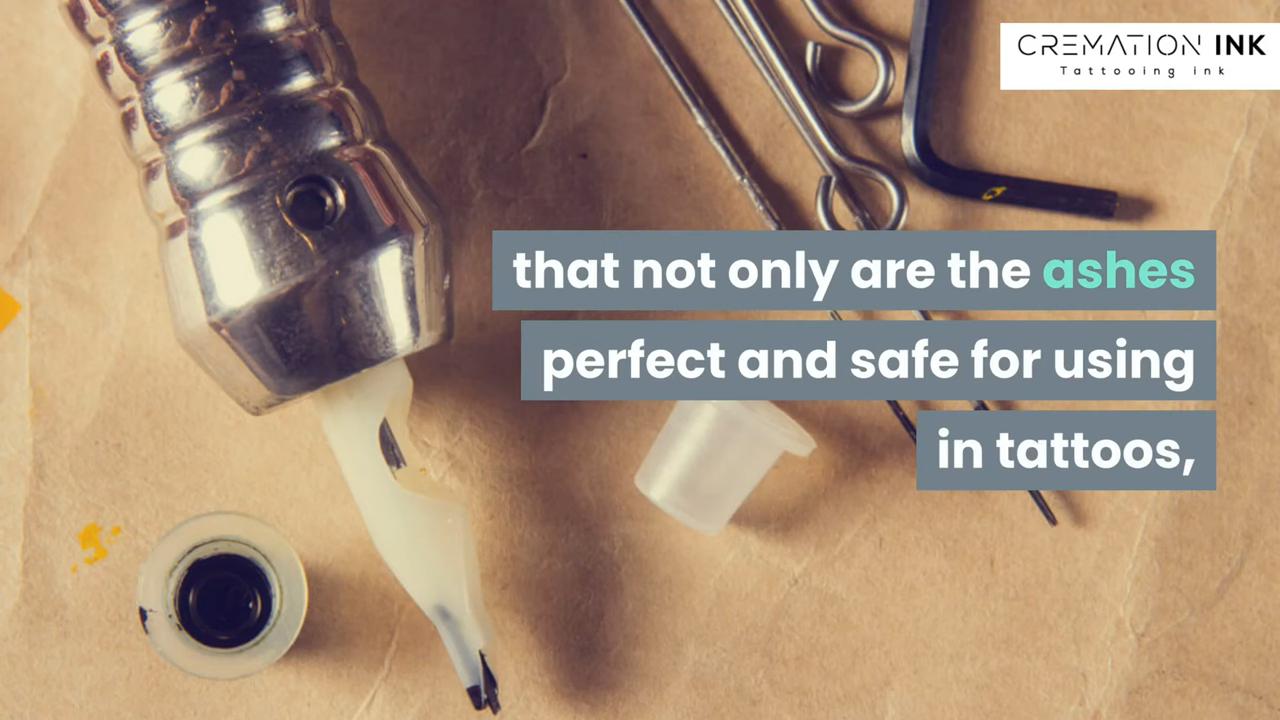 CREMATION INK
Tattooing ink
that not only are the ashes
perfect and safe for using
in tattoos,